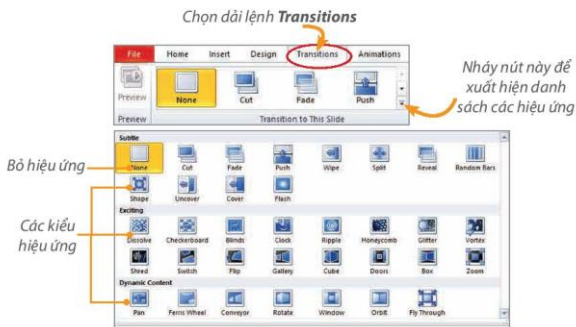 Chọn dải lệnh Transitions
File Home Insert Design Transitions Animations
Preview None Cut Fade Push
Preview Transition to This Slide
Nháy nút này để
xuất hiện danh
sách các hiệu ứng
Subtle
None Cut Fade Push Wipe Split Reveal Random Bars
Shape Uncover Cover Flash
Bỏ hiệu ứng
Exciting
Dissolve Checkerboard Blinds Clock Ripple Honeycomb Glitter Vortex
Shred Switch Flip Gallery Cube Doors Box Zoom
Các kiểu
hiệu ứng
Dynamic Content
Pan Ferris Wheel Conveyor Rotate Window Orbit Fly Through